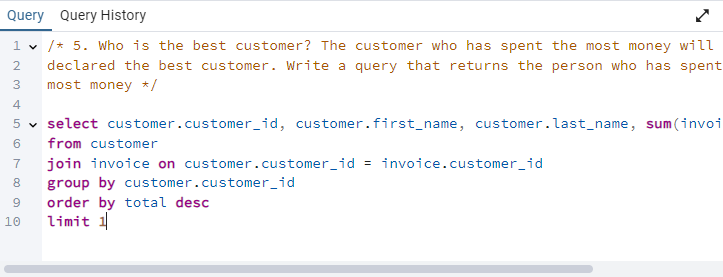 Query Query History
1 /* 5. Who is the best customer? The customer who has spent the most money will
2 declared the best customer. Write a query that returns the person who has spent
3 most money */
4
5 select customer.customer_id, customer.first_name, customer.last_name, sum(invoi
6 from customer
7 join invoice on customer.customer_id = invoice.customer_id
8 group by customer.customer_id
9 order by total desc
10 limit 1